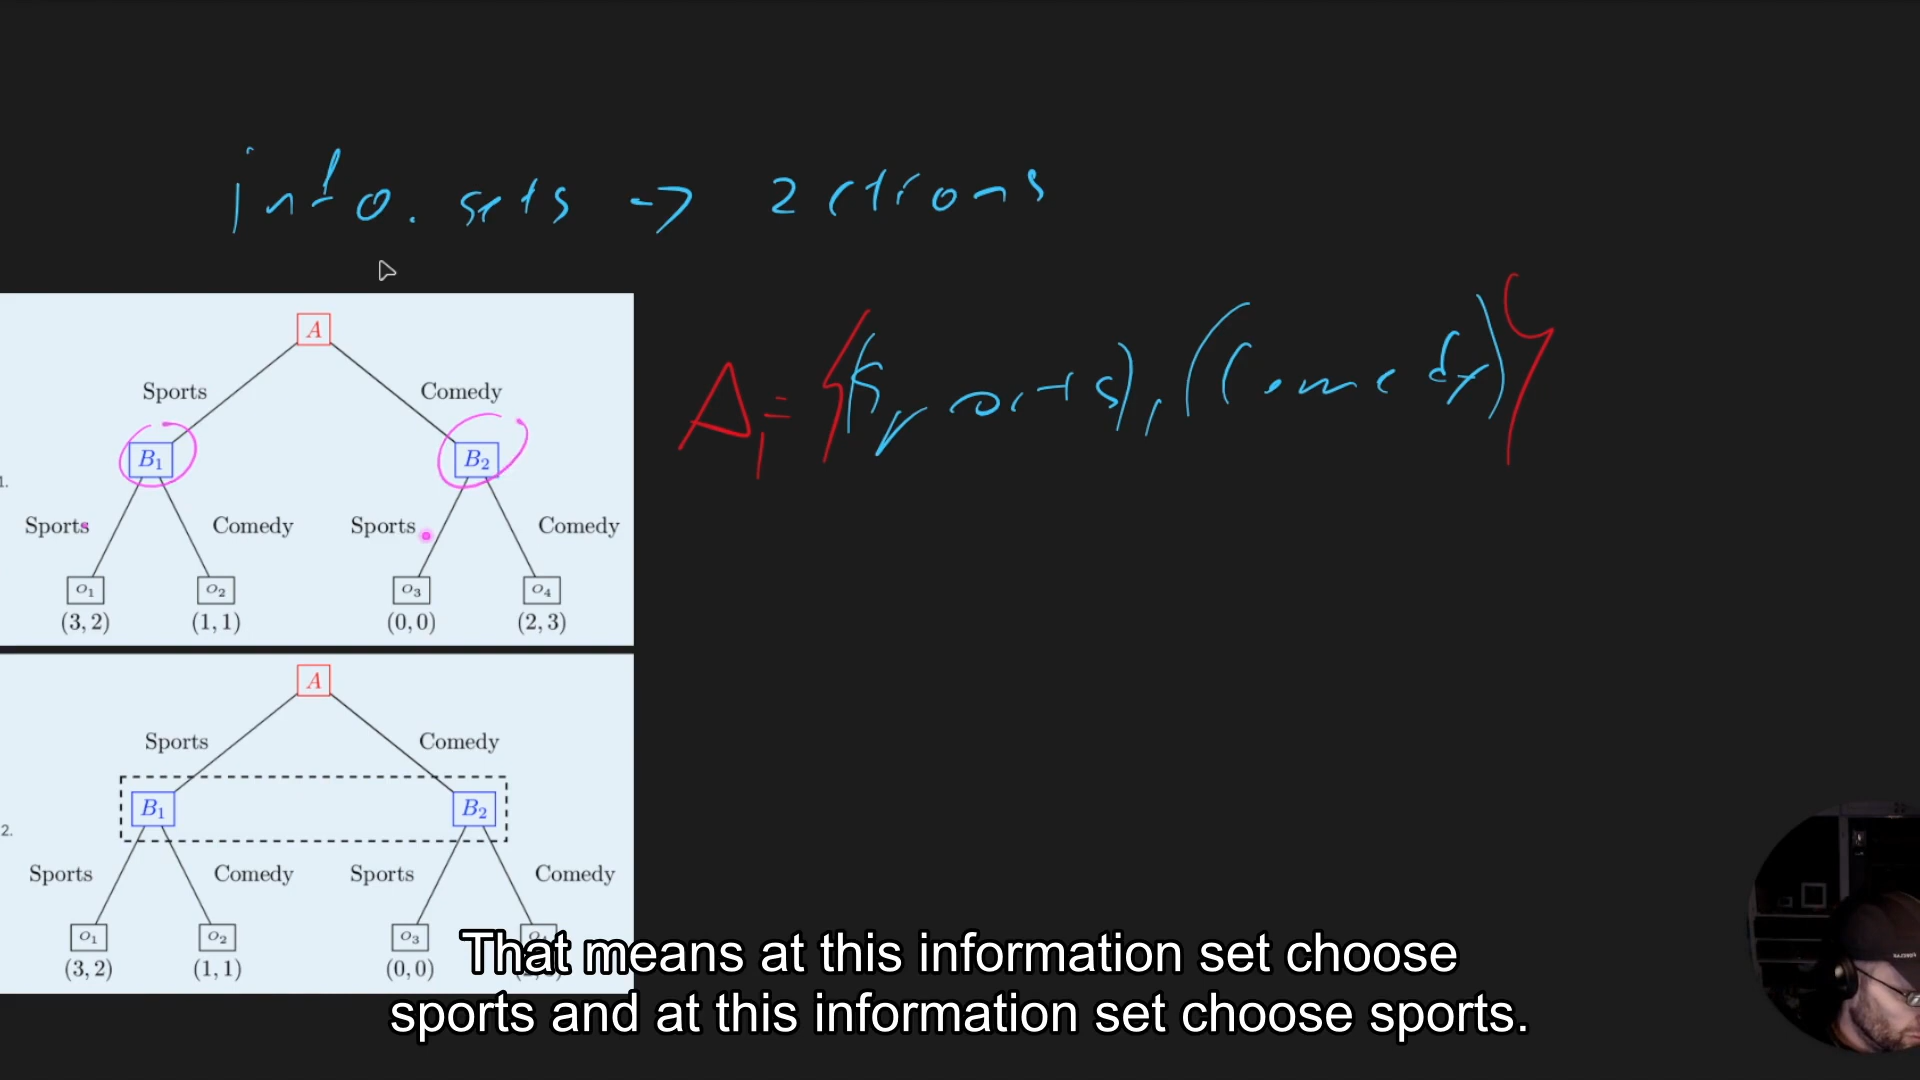 info. sets -> actions
A
Sports Comedy
B1 B2
1.
Sports Comedy Sports Comedy
o1 o2 o3 o4
(3, 2) (1, 1) (0, 0) (2, 3)
A1 = {(Sports), (Comedy)}
A
Sports Comedy
B1 B2
2.
Sports Comedy Sports Comedy
o1 o2 o3
(3, 2) (1, 1) (0, 0)
That means at this information set choose
sports and at this information set choose sports.